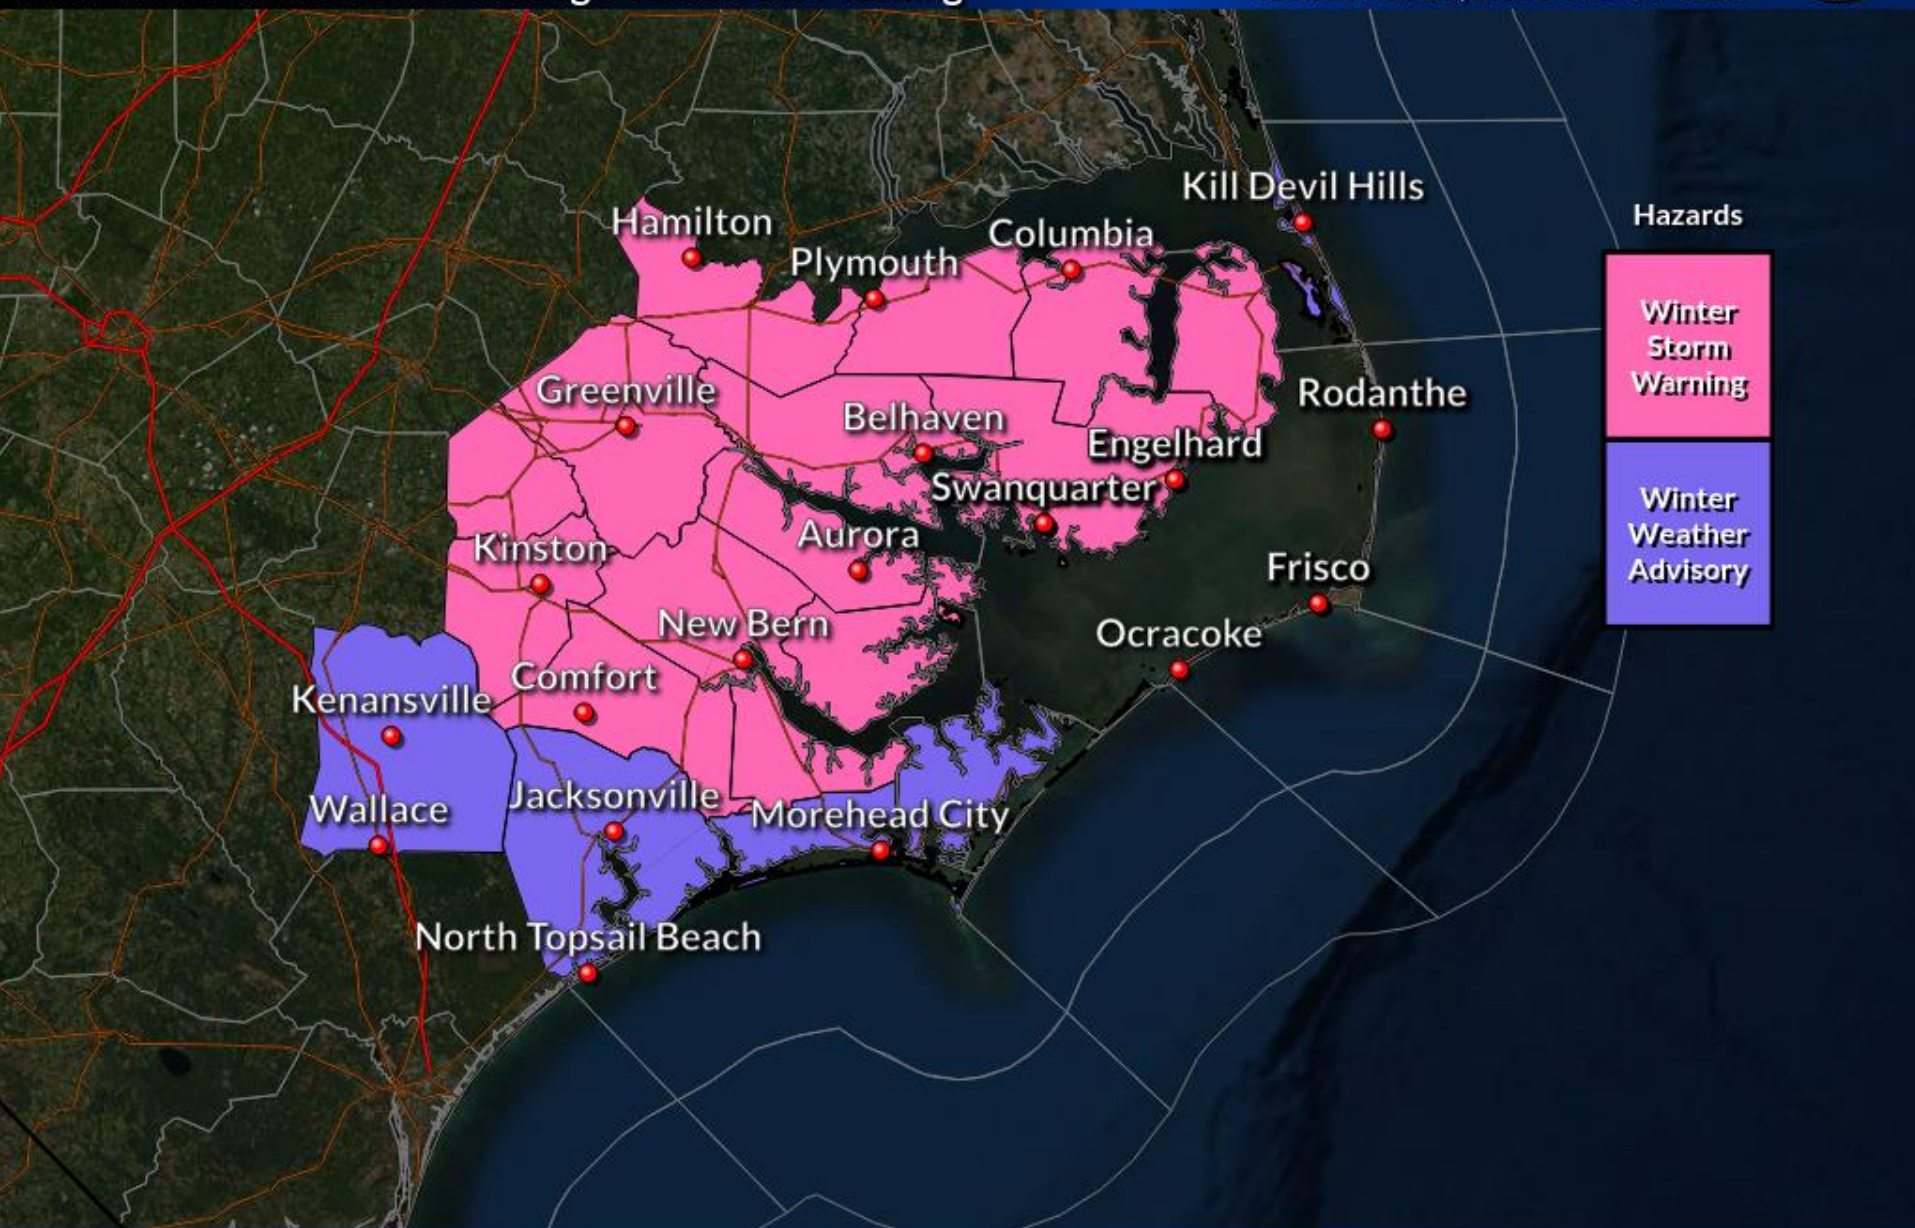 Kill Devil Hills
Hazards
Hamilton
Columbia
Plymouth
Winter
Storm
Warning
Greenville
Rodanthe
Belhaven
Engelhard
Swanquarter
Winter
Weather
Advisory
Aurora
Kinston
Frisco
New Bern
Ocracoke
Comfort
Kenansville
Jacksonville
Wallace
Morehead City
North Topsail Beach